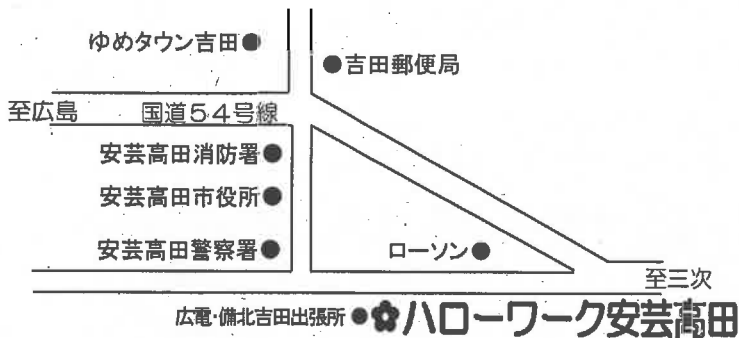 ゆめタウン吉田●
●吉田郵便局
至広島 国道54号線
安芸高田消防署●
安芸高田市役所●
安芸高田警察署●
ローソン●
至三次
広電・備北吉田出張所●
ハローワーク安芸高田